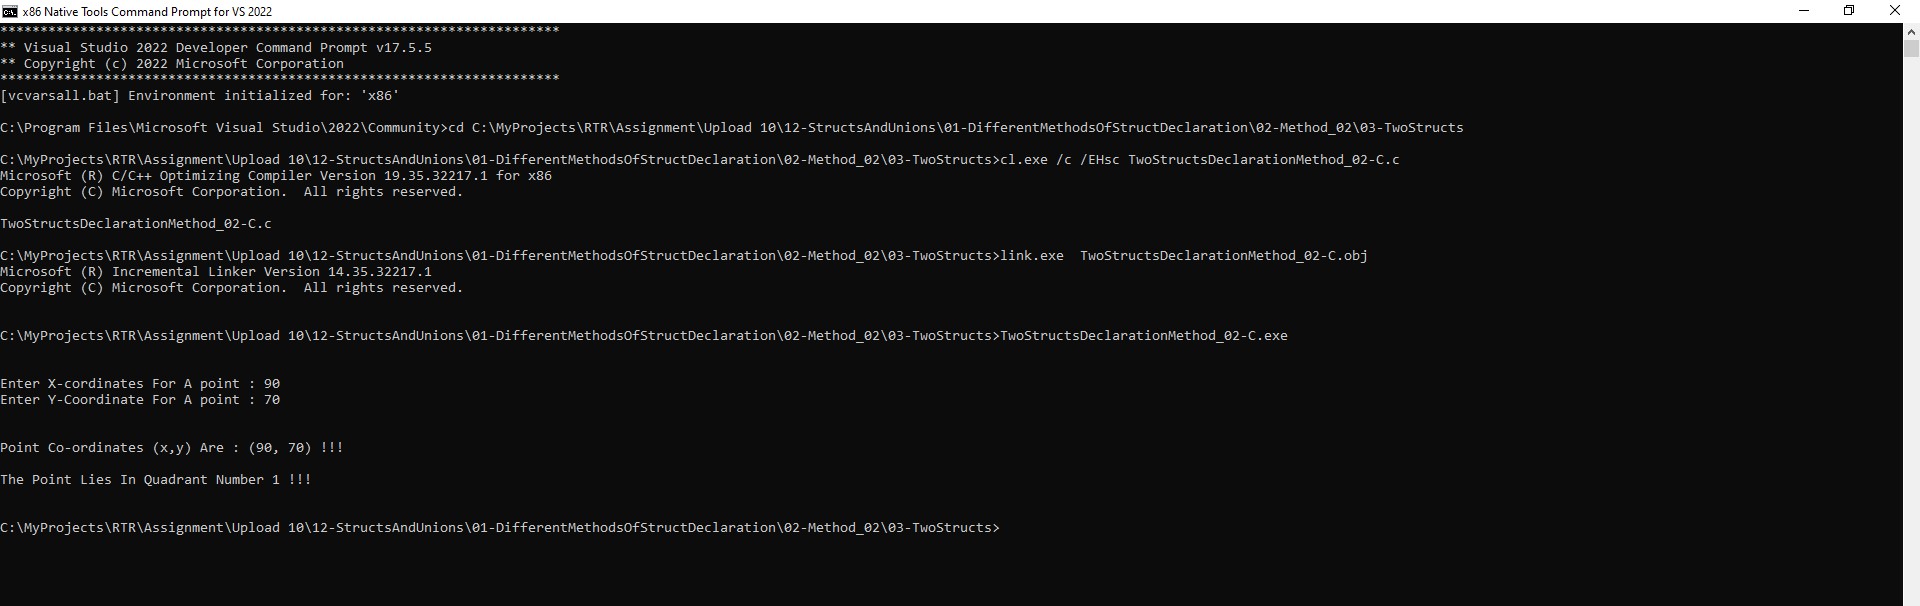 x86 Native Tools Command Prompt for VS 2022
**********************************************************************
** Visual Studio 2022 Developer Command Prompt v17.5.5
** Copyright (c) 2022 Microsoft Corporation
**********************************************************************
[vcvarsall.bat] Environment initialized for: 'x86'
C:\Program Files\Microsoft Visual Studio\2022\Community>cd C:\MyProjects\RTR\Assignment\Upload 10\12-StructsAndUnions\01-DifferentMethodsOfStructDeclaration\02-Method_02\03-TwoStructs
C:\MyProjects\RTR\Assignment\Upload 10\12-StructsAndUnions\01-DifferentMethodsOfStructDeclaration\02-Method_02\03-TwoStructs>cl.exe /c /EHsc TwoStructsDeclarationMethod_02-C.c
Microsoft (R) C/C++ Optimizing Compiler Version 19.35.32217.1 for x86
Copyright (C) Microsoft Corporation.  All rights reserved.
TwoStructsDeclarationMethod_02-C.c
C:\MyProjects\RTR\Assignment\Upload 10\12-StructsAndUnions\01-DifferentMethodsOfStructDeclaration\02-Method_02\03-TwoStructs>link.exe  TwoStructsDeclarationMethod_02-C.obj
Microsoft (R) Incremental Linker Version 14.35.32217.1
Copyright (C) Microsoft Corporation.  All rights reserved.
C:\MyProjects\RTR\Assignment\Upload 10\12-StructsAndUnions\01-DifferentMethodsOfStructDeclaration\02-Method_02\03-TwoStructs>TwoStructsDeclarationMethod_02-C.exe
Enter X-cordinates For A point : 90
Enter Y-Coordinate For A point : 70
Point Co-ordinates (x,y) Are : (90, 70) !!!
The Point Lies In Quadrant Number 1 !!!
C:\MyProjects\RTR\Assignment\Upload 10\12-StructsAndUnions\01-DifferentMethodsOfStructDeclaration\02-Method_02\03-TwoStructs>